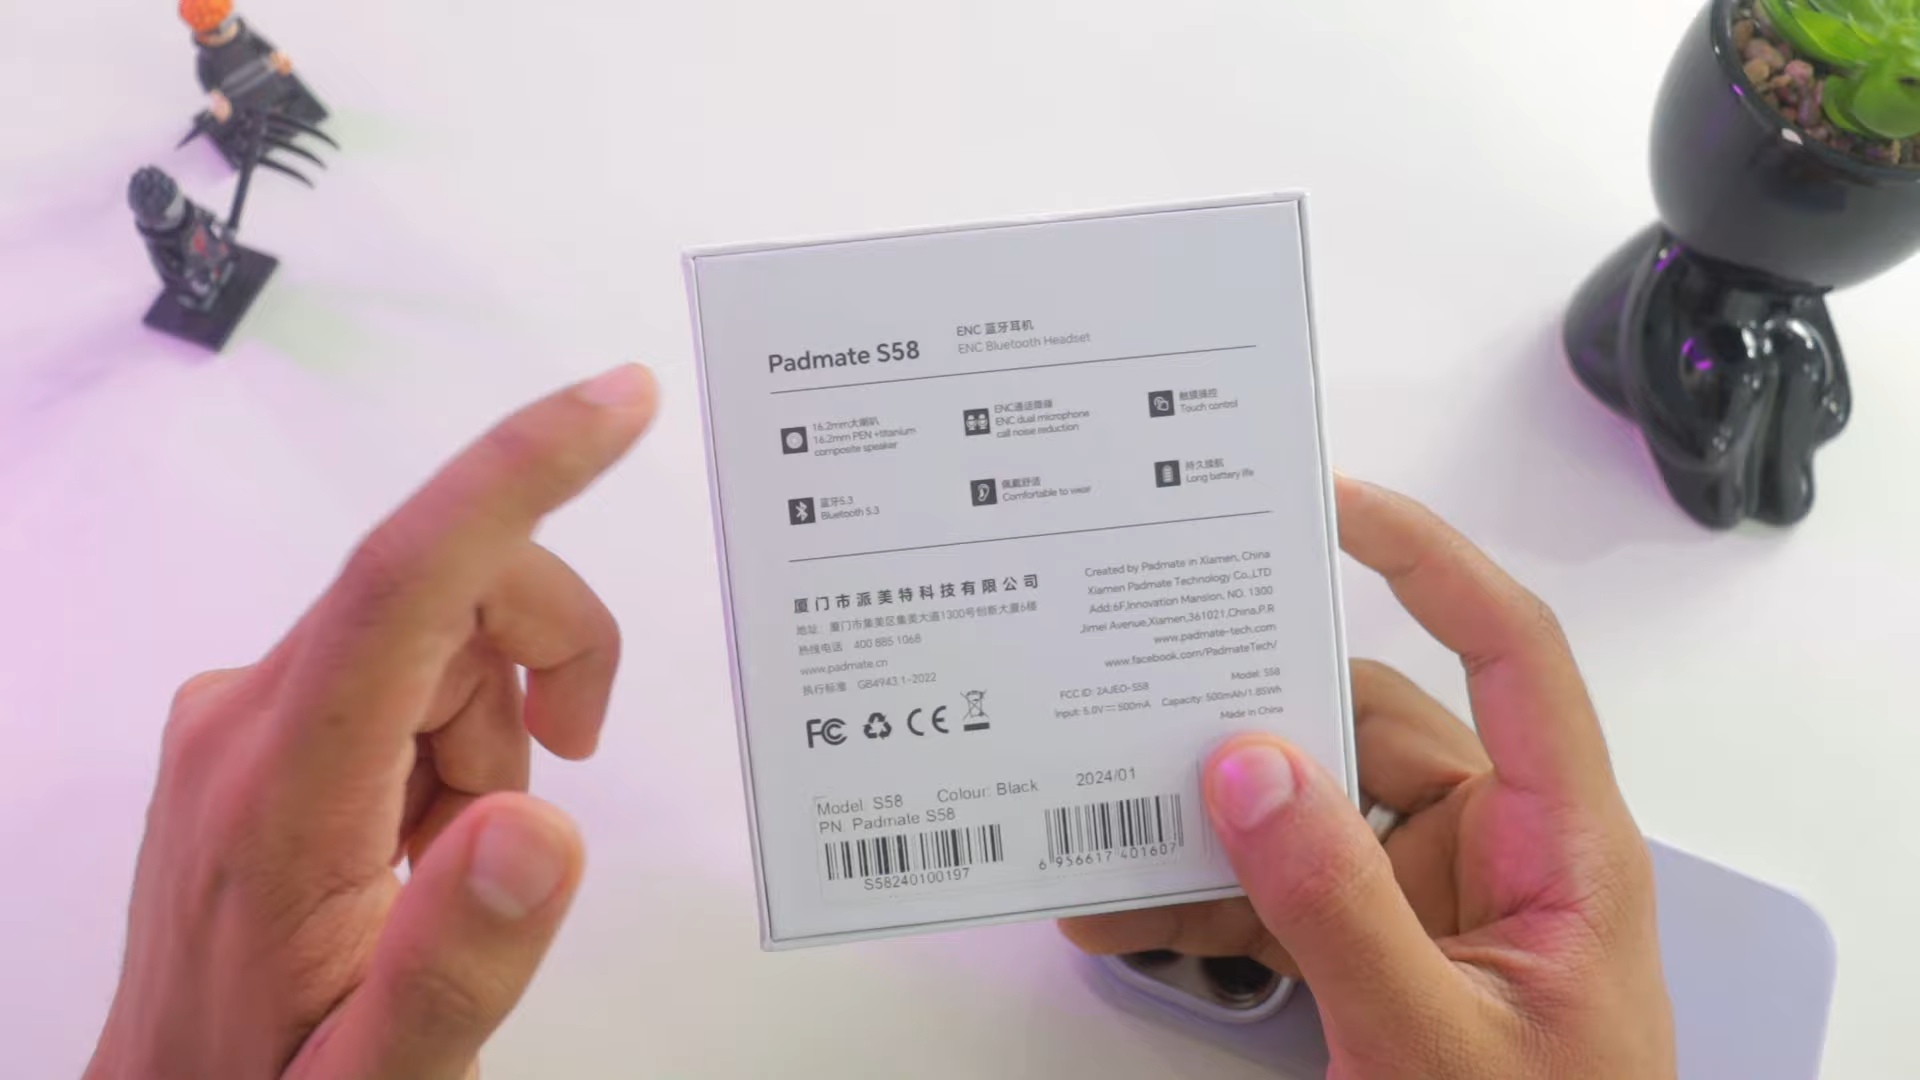 Padmate S58
ENC 蓝牙耳机
ENC Bluetooth Headset
16.2mm大喇叭
16.2mm PEN +titanium
composite speaker
ENC通话降噪
ENC dual microphone
call noise reduction
触摸操控
Touch control
蓝牙5.3
Bluetooth 5.3
佩戴舒适
Comfortable to wear
持久续航
Long battery life
厦门市派美特科技有限公司
地址：厦门市集美区集美大道1300号创新大厦6楼
热线电话 400 885 1068
www.padmate.cn
执行标准 GB4943.1-2022
Created by Padmate in Xiamen, China
Xiamen Padmate Technology Co.,LTD
Add:6F,Innovation Mansion, NO. 1300
Jimei Avenue,Xiamen,361021,China,P.R
www.padmate-tech.com
www.facebook.com/PadmateTech/
Model: S58
FCC ID: 2AJEO-S58
Capacity: 500mAh/1.85Wh
Input: 5.0V⎓500mA
Made in China
FC CE
Model S58 Colour: Black 2024/01
PN Padmate S58
S58240100197
6 956617 401607